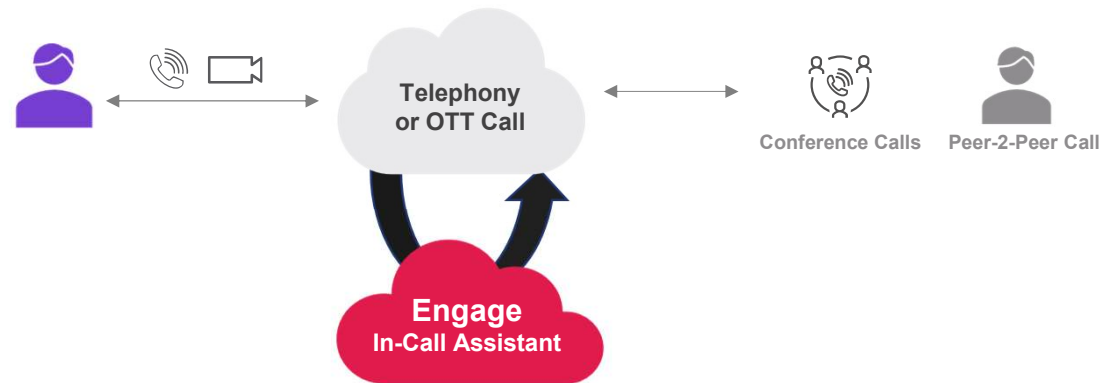 Telephony
or OTT Call
Conference Calls
Peer-2-Peer Call
Engage
In-Call Assistant